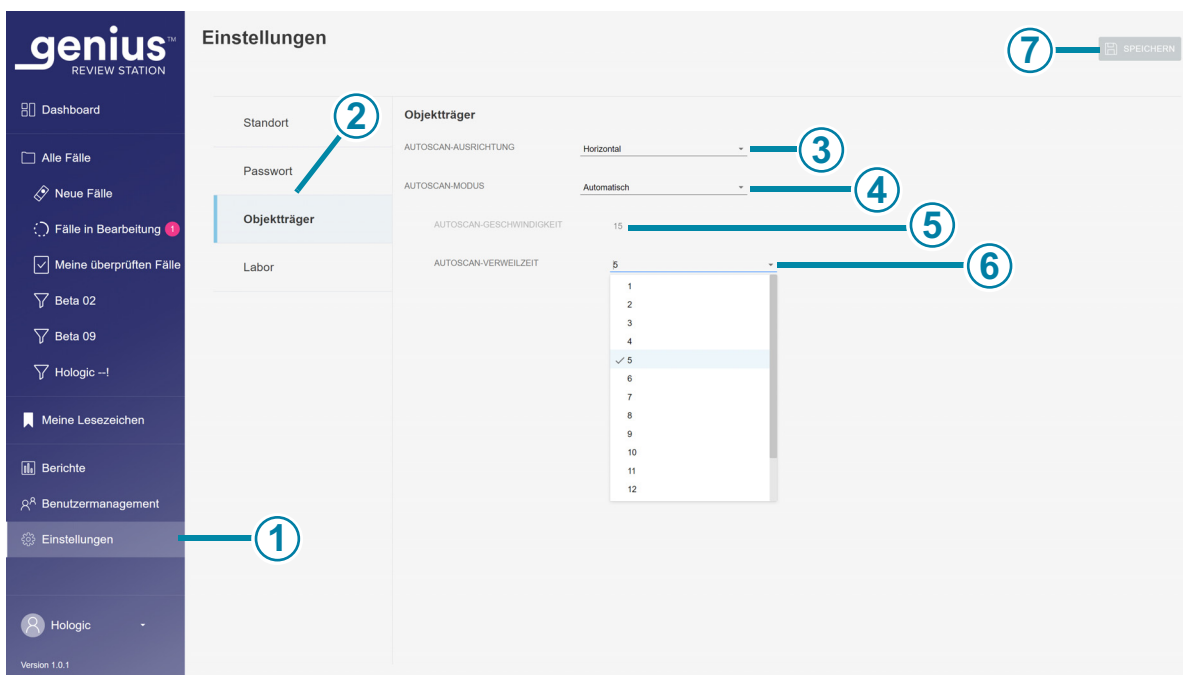 genius™
REVIEW STATION
Dashboard
Alle Fälle
Neue Fälle
Fälle in Bearbeitung 1
Meine überprüften Fälle
Beta 02
Beta 09
Hologic --!
Meine Lesezeichen
Berichte
Benutzermanagement
Einstellungen
1
Hologic
Version 1.0.1
Einstellungen
7
SPEICHERN
Standort
2
Passwort
Objektträger
Labor
Objektträger
AUTOSCAN-AUSRICHTUNG
Horizontal
3
AUTOSCAN-MODUS
Automatisch
4
AUTOSCAN-GESCHWINDIGKEIT
15
5
AUTOSCAN-VERWEILZEIT
5
6
1
2
3
4
5
6
7
8
9
10
11
12